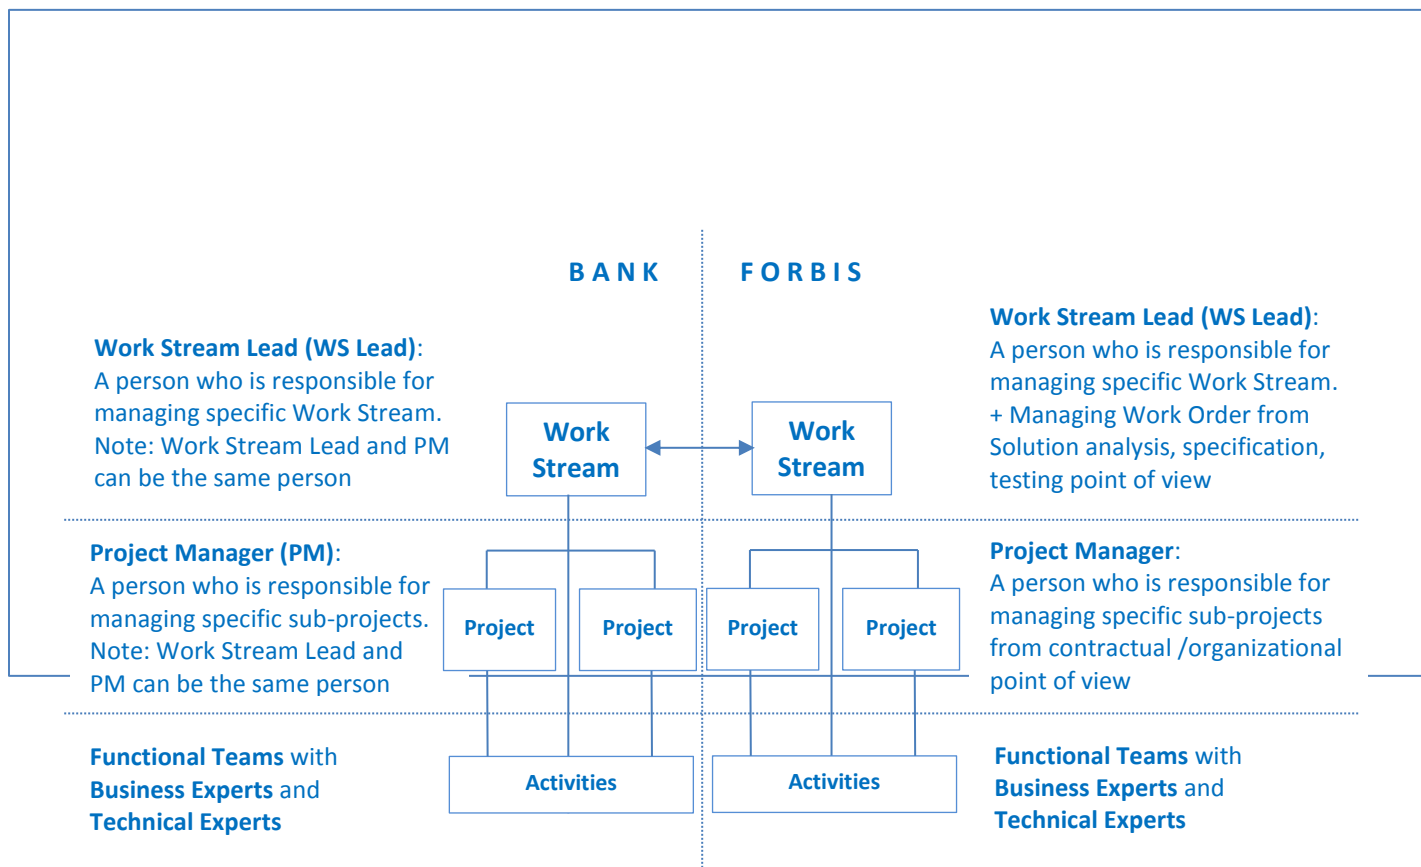 B A N K
F O R B I S
Work Stream Lead (WS Lead):
A person who is responsible for
managing specific Work Stream.
Note: Work Stream Lead and PM
can be the same person
Work
Stream
Work
Stream
Work Stream Lead (WS Lead):
A person who is responsible for
managing specific Work Stream.
+ Managing Work Order from
Solution analysis, specification,
testing point of view
Project Manager (PM):
A person who is responsible for
managing specific sub-projects.
Note: Work Stream Lead and
PM can be the same person
Project
Project
Project
Project
Project Manager:
A person who is responsible for
managing specific sub-projects
from contractual /organizational
point of view
Functional Teams with
Business Experts and
Technical Experts
Activities
Activities
Functional Teams with
Business Experts and
Technical Experts